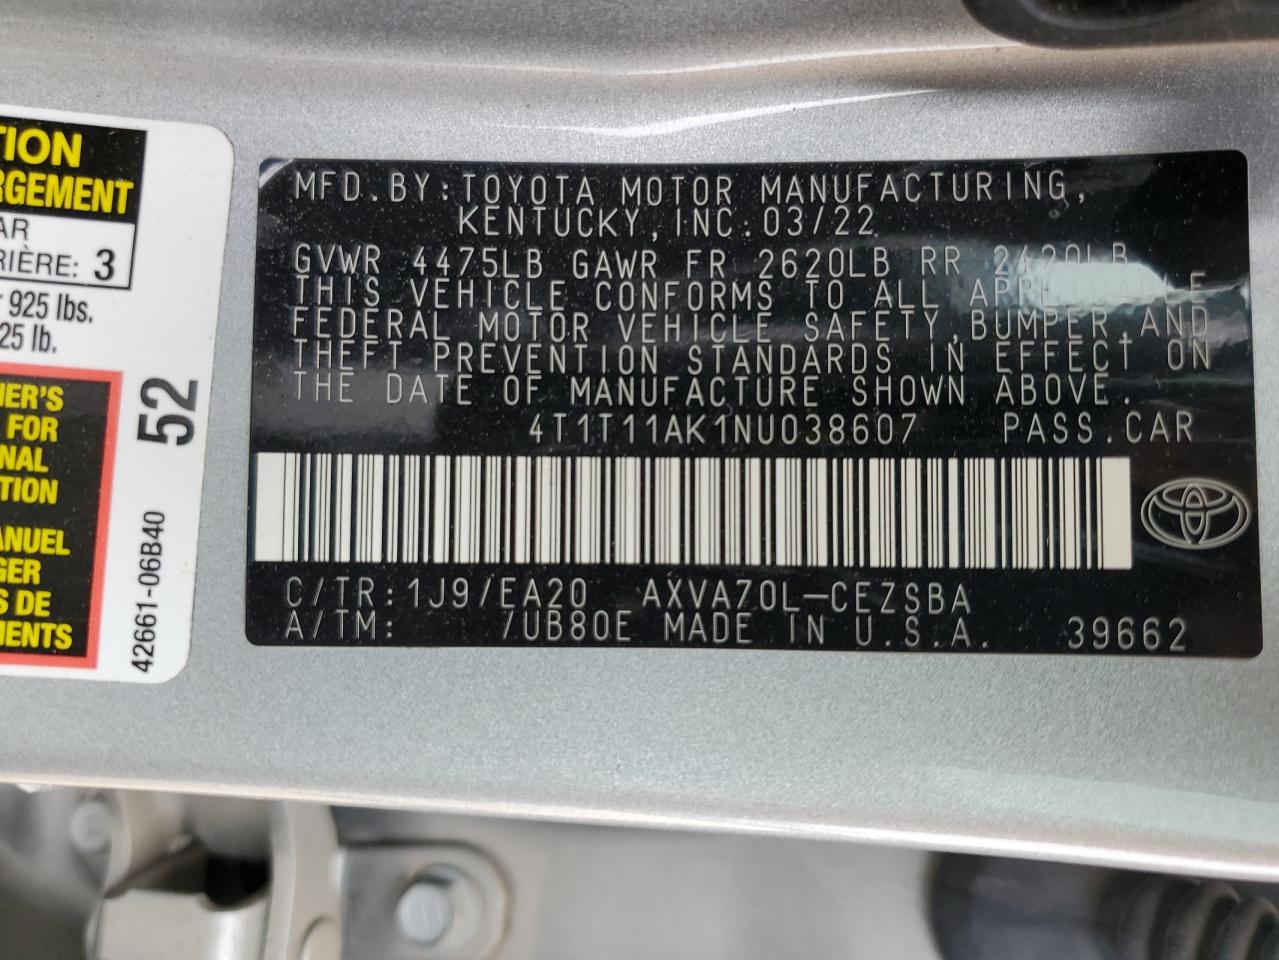 TION
RGEMENT
AR
RIÈRE: 3
925 lbs.
25 lb.
FOR
NAL
TION
ANUEL
GER
S DE
MENTS
52
42661-06B40
MFD.BY:TOYOTA MOTOR MANUFACTURING,
KENTUCKY,INC. 03/22
GVWR 4475LB GAWR FR 2620LB RR 2420LB
THIS VEHICLE CONFORMS TO ALL APPLICABLE
FEDERAL MOTOR VEHICLE SAFETY,BUMPER,AND
THEFT PREVENTION STANDARDS IN EFFECT ON
THE DATE OF MANUFACTURE SHOWN ABOVE.
4T1T11AK1NU038607 PASS.CAR
C/TR:1J9/EA20 AXVA70L-CEZSBA
A/TM: /UB80E MADE IN U.S.A. 39662